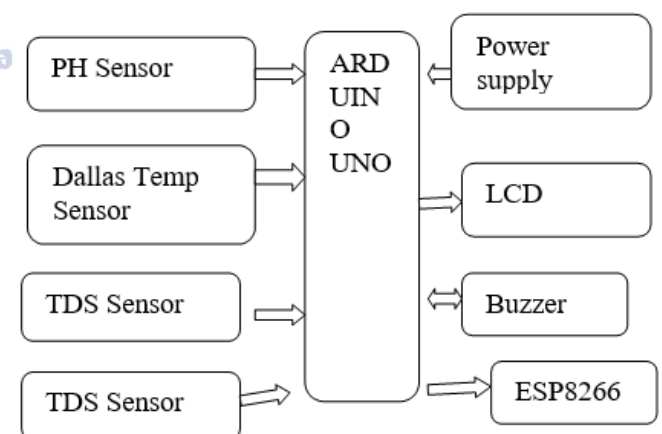 PH Sensor
Dallas Temp
Sensor
TDS Sensor
TDS Sensor
ARD
UIN
O
UNO
Power
supply
LCD
Buzzer
ESP8266